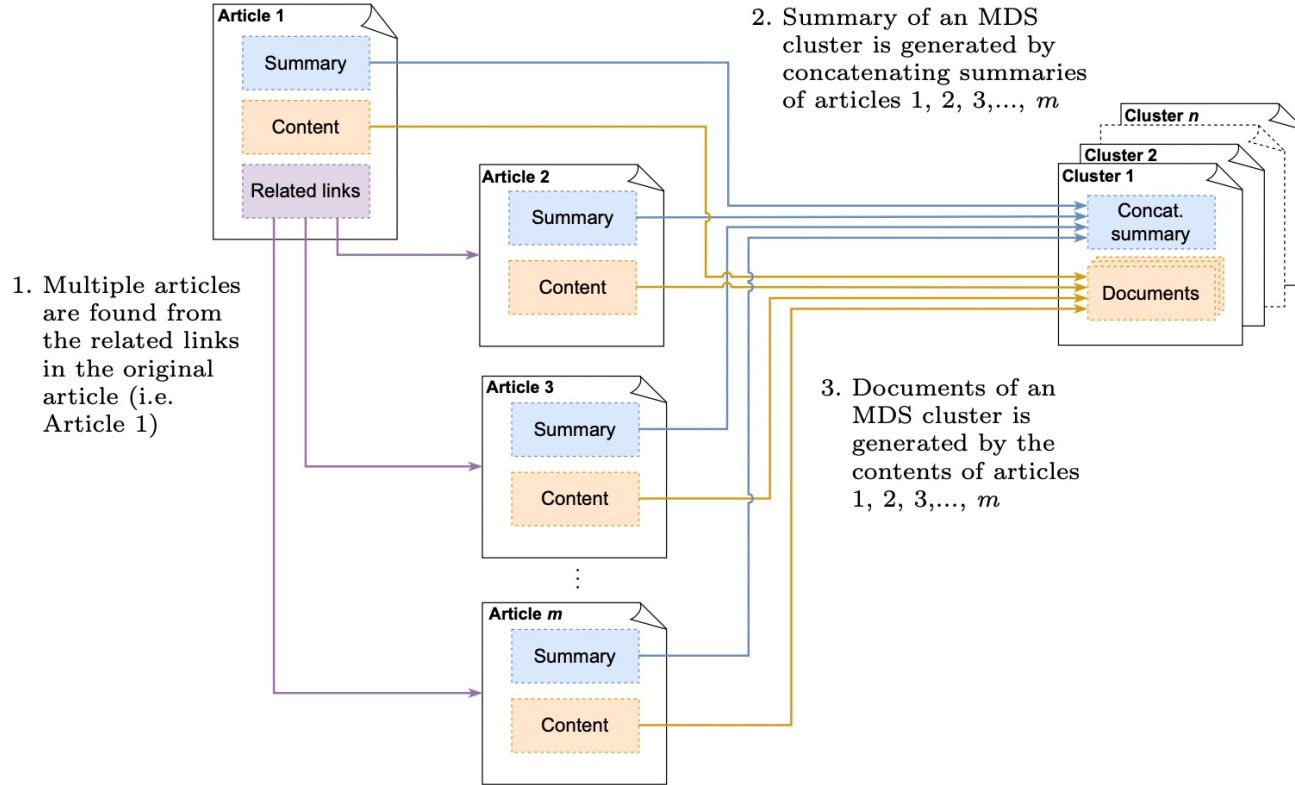 Article 1
Summary
Content
Related links
1. Multiple articles
are found from
the related links
in the original
article (i.e.
Article 1)
Article 2
Summary
Content
Article 3
Summary
Content
⋮
Article m
Summary
Content
2. Summary of an MDS
cluster is generated by
concatenating summaries
of articles 1, 2, 3,..., m
Cluster n
Cluster 2
Cluster 1
Concat.
summary
Documents
3. Documents of an
MDS cluster is
generated by the
contents of articles
1, 2, 3,..., m